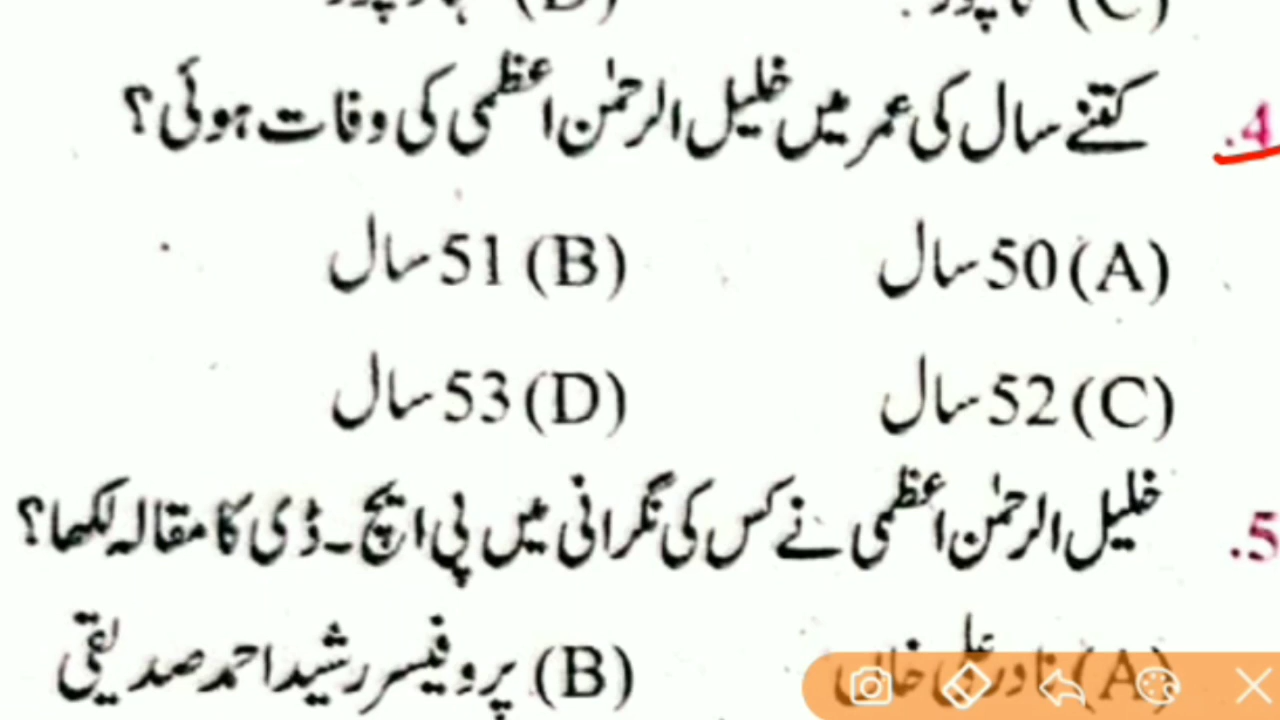 4. کتنے سال کی عمر میں خلیل الرحمٰن اعظمی کی وفات ہوئی؟
(A) 50 سال (B) 51 سال
(C) 52 سال (D) 53 سال
5. خلیل الرحمٰن اعظمی نے کس کی نگرانی میں پی ایچ۔ڈی کا مقالہ لکھا؟
(A) علی خاں (B) پروفیسر رشید احمد صدیقی